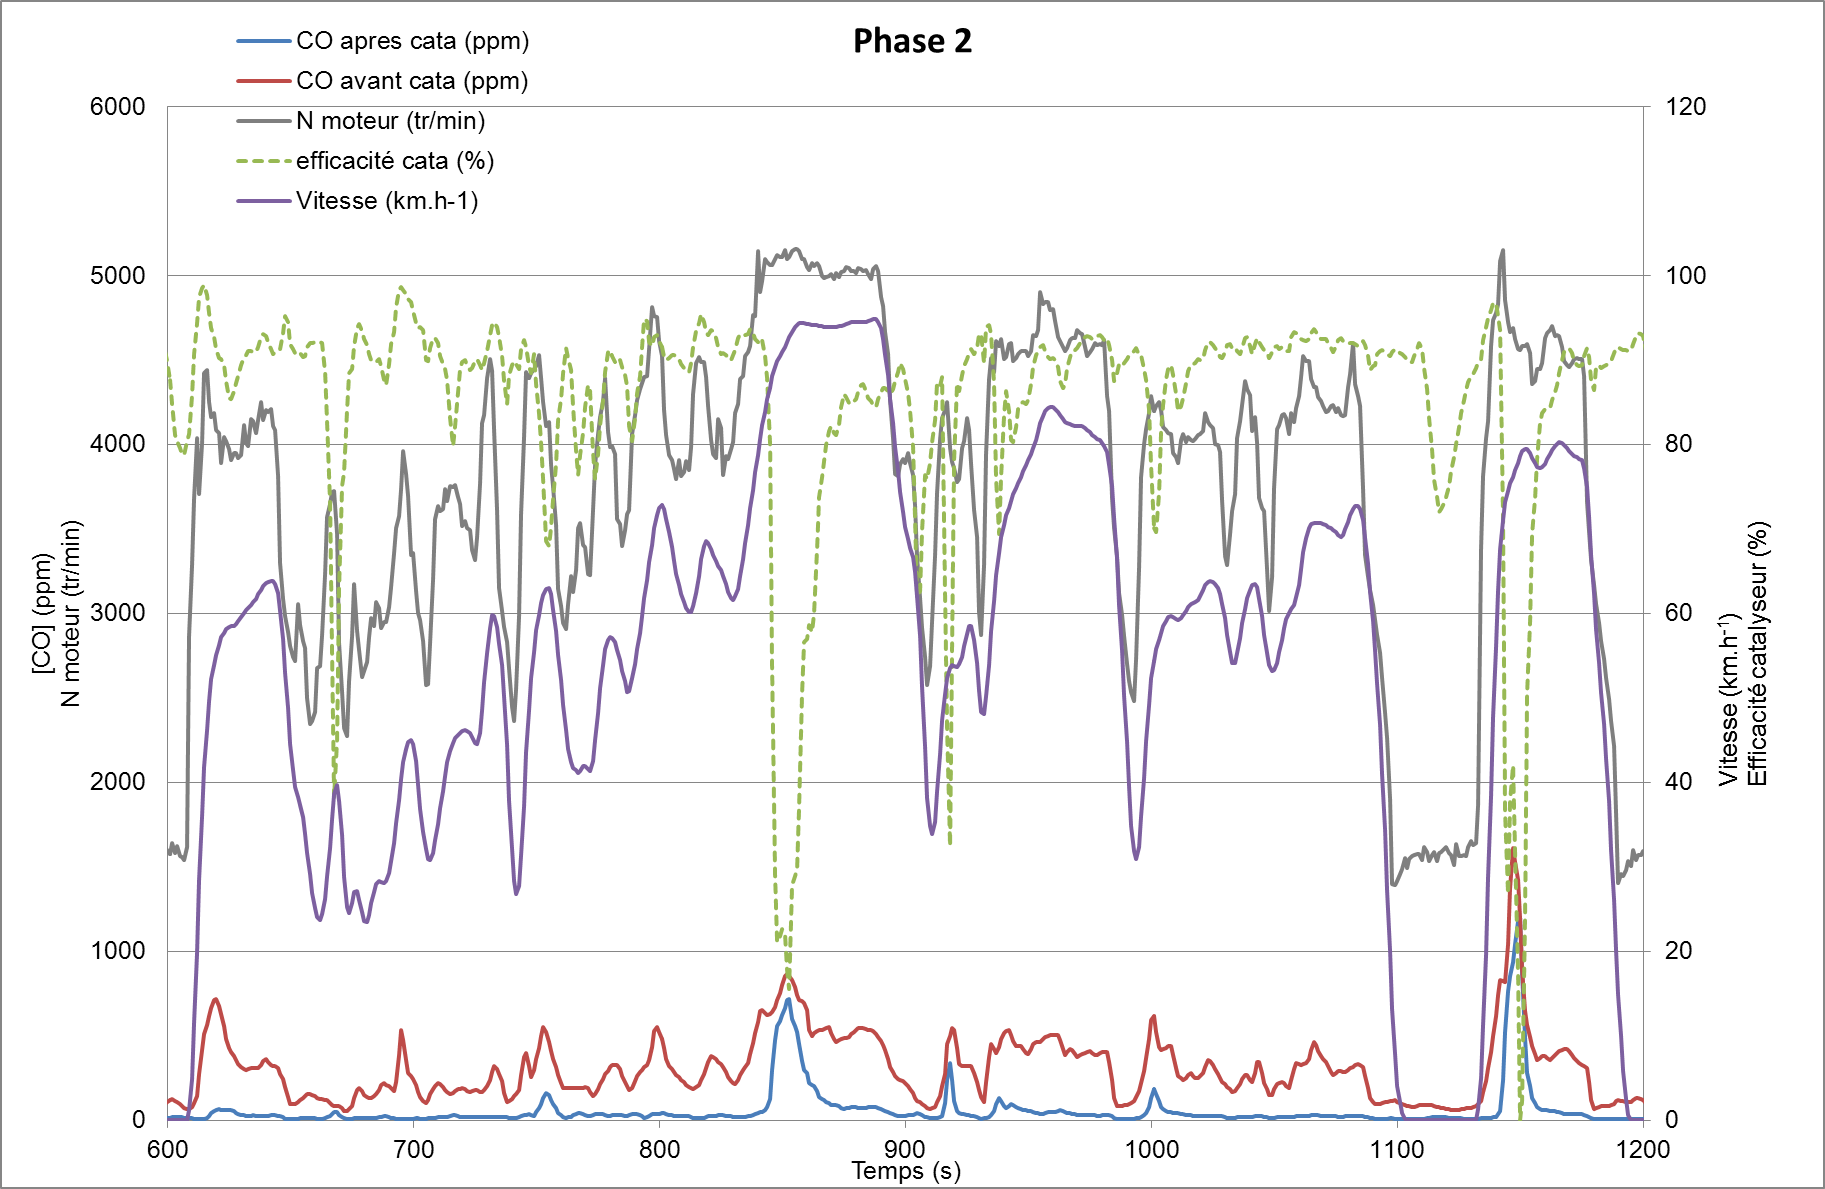 Phase 2
CO apres cata (ppm)
CO avant cata (ppm)
N moteur (tr/min)
efficacité cata (%)
Vitesse (km.h-1)
6000
5000
4000
3000
2000
1000
0
[CO] (ppm)
N moteur (tr/min)
120
100
80
60
40
20
0
Vitesse (km.h-1)
Efficacité catalyseur (%)
600 700 800 900 1000 1100 1200
Temps (s)